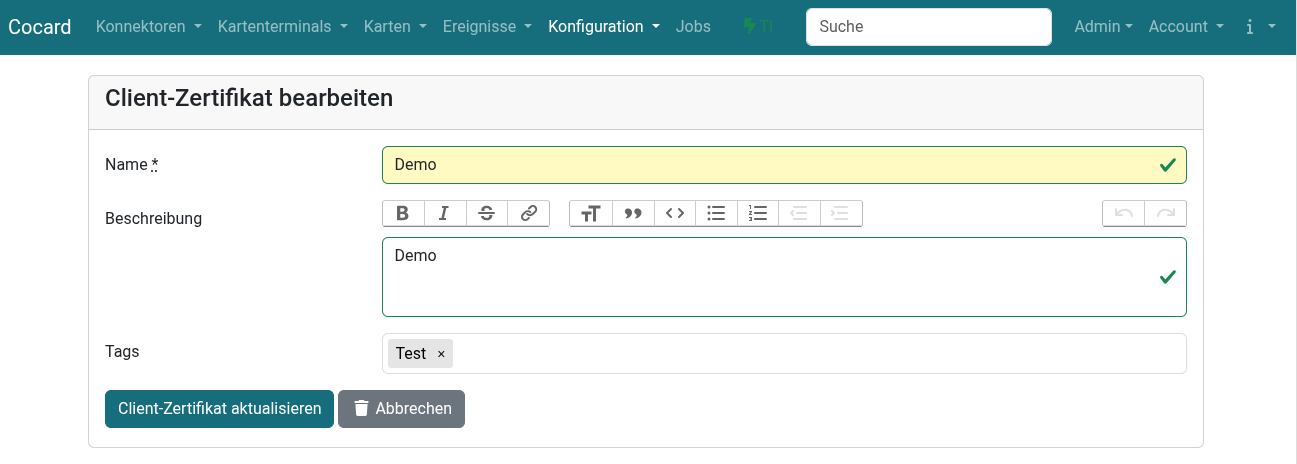 Cocard Konnektoren Kartenterminals Karten Ereignisse Konfiguration Jobs TI Suche Admin Account i
Client-Zertifikat bearbeiten
Name * Demo
Beschreibung
Demo
Tags Test ×
Client-Zertifikat aktualisieren Abbrechen